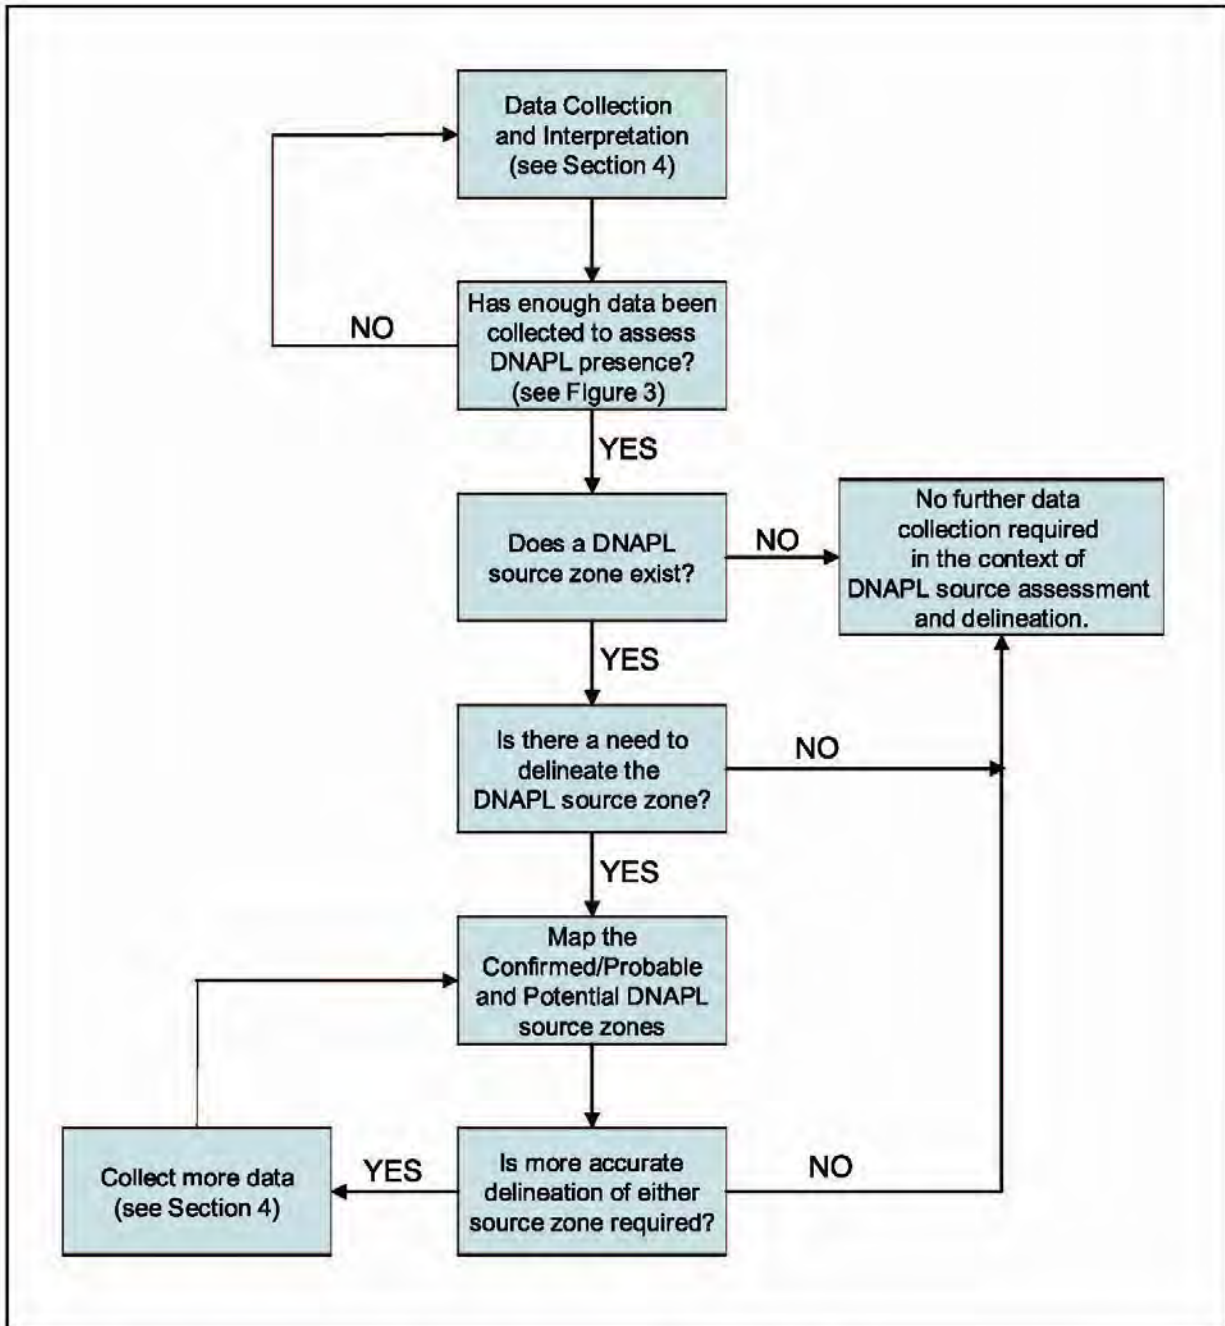 Data Collection
and Interpretation
(see Section 4)
Has enough data been
collected to assess
DNAPL presence?
(see Figure 3)
NO
YES
Does a DNAPL
source zone exist?
NO
No further data
collection required
in the context of
DNAPL source assessment
and delineation.
YES
Is there a need to
delineate the
DNAPL source zone?
NO
YES
Map the
Confirmed/Probable
and Potential DNAPL
source zones
Is more accurate
delineation of either
source zone required?
NO
YES
Collect more data
(see Section 4)